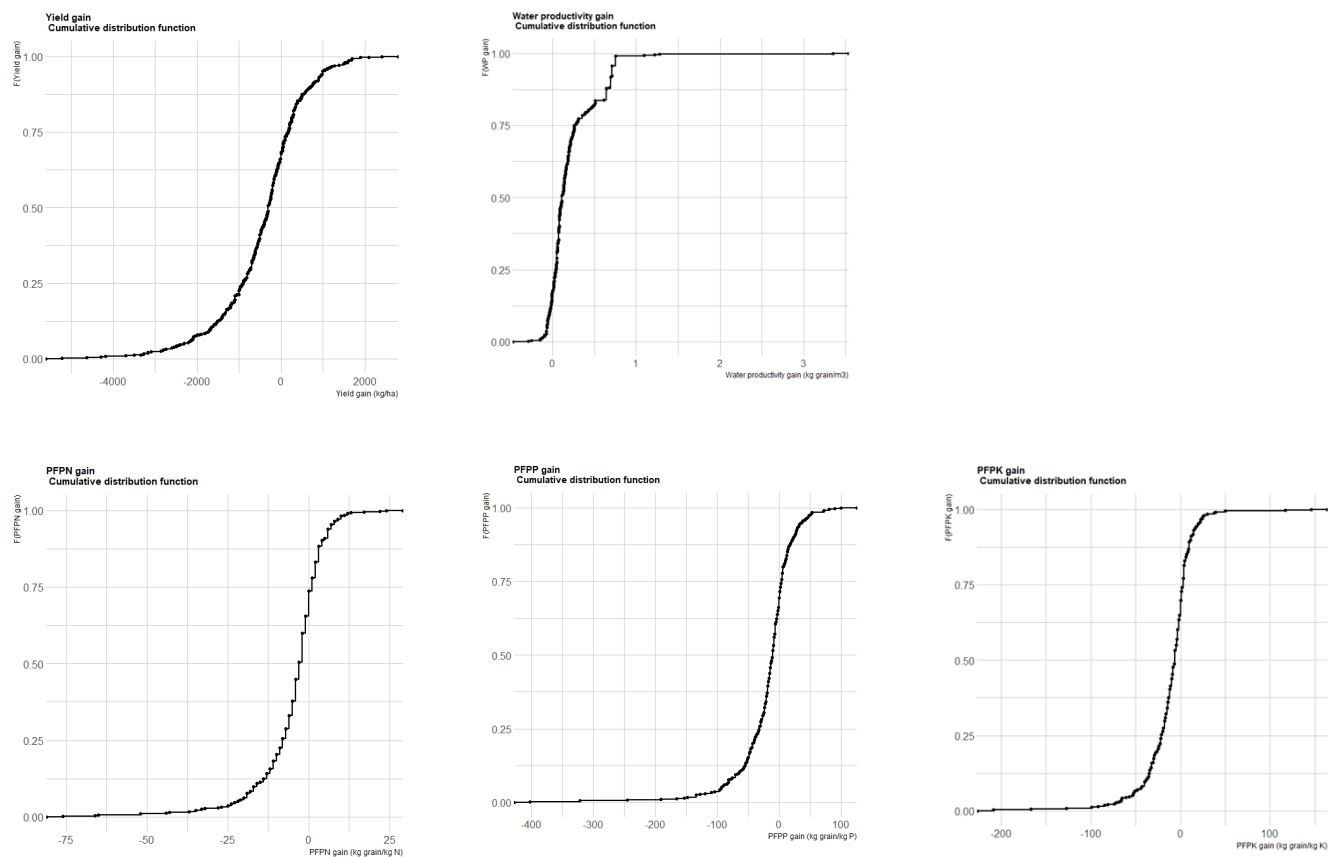 Yield gain
Cumulative distribution function
F(Yield gain)
1.00
0.75
0.50
0.25
0.00
-4000 -2000 0 2000
Yield gain (kg/ha)
Water productivity gain
Cumulative distribution function
F(WP gain)
1.00
0.75
0.50
0.25
0.00
0 1 2 3
Water productivity gain (kg grain/m3)
PFPN gain
Cumulative distribution function
F(PFPN gain)
1.00
0.75
0.50
0.25
0.00
-75 -50 -25 0 25
PFPN gain (kg grain/kg N)
PFPP gain
Cumulative distribution function
F(PFPP gain)
1.00
0.75
0.50
0.25
0.00
-400 -300 -200 -100 0 100
PFPP gain (kg grain/kg P)
PFPK gain
Cumulative distribution function
F(PFPK gain)
1.00
0.75
0.50
0.25
0.00
-200 -100 0 100
PFPK gain (kg grain/kg K)